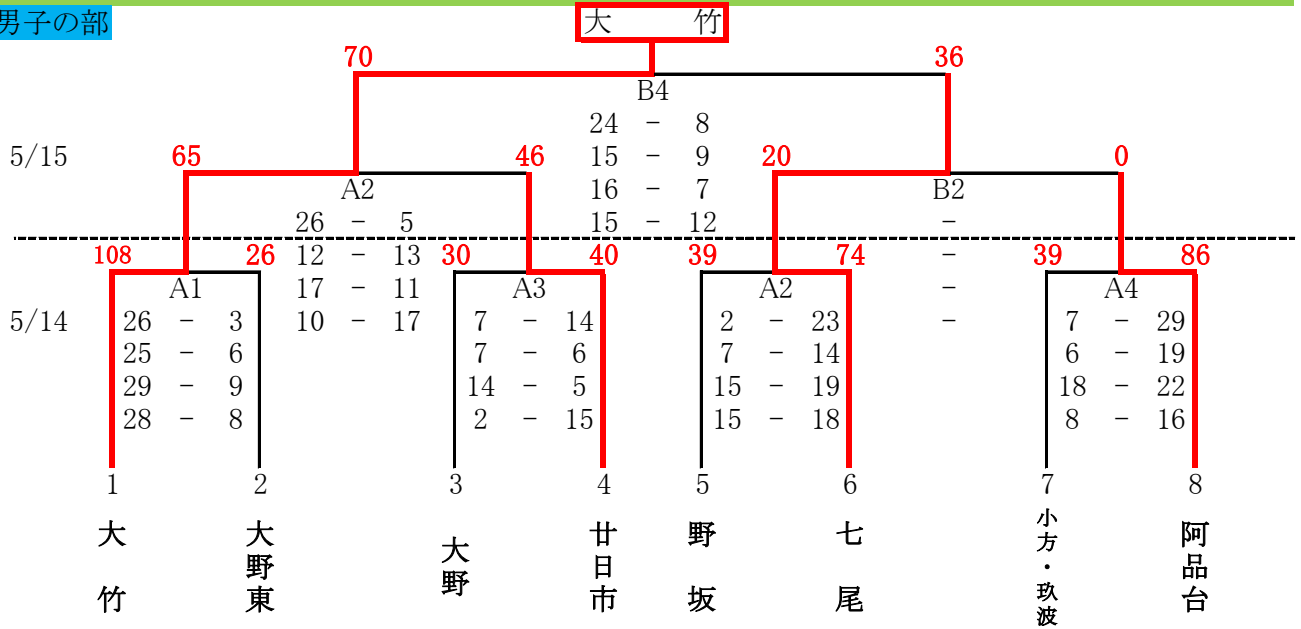 男子の部
大 竹
70 36
B4
24 - 8
5/15 65 46 15 - 9 20 0
A2 16 - 7 B2
26 - 5 15 - 12 -
108 26 12 - 13 30 40 39 74 - 39 86
A1 17 - 11 A3 A2 - A4
5/14 26 - 3 10 - 17 7 - 14 2 - 23 - 7 - 29
25 - 6 7 - 6 7 - 14 6 - 19
29 - 9 14 - 5 15 - 19 18 - 22
28 - 8 2 - 15 15 - 18 8 - 16
1 2 3 4 5 6 7 8
大竹
大野東
大野
廿日市
野坂
七尾
小方・玖波
阿品台